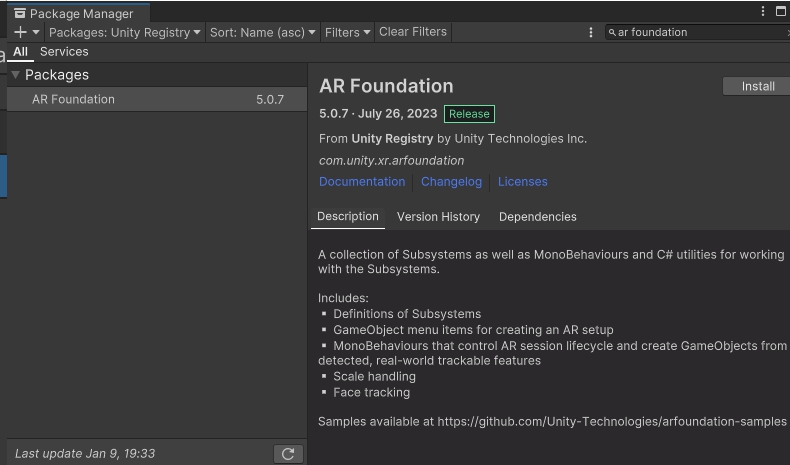 Package Manager
Packages: Unity Registry
Sort: Name (asc)
Filters
Clear Filters
ar foundation
All
Services
Packages
AR Foundation
5.0.7
AR Foundation
Install
5.0.7 · July 26, 2023
Release
From Unity Registry by Unity Technologies Inc.
com.unity.xr.arfoundation
Documentation
Changelog
Licenses
Description
Version History
Dependencies
A collection of Subsystems as well as MonoBehaviours and C# utilities for working
with the Subsystems.
Includes:
▪ Definitions of Subsystems
▪ GameObject menu items for creating an AR setup
▪ MonoBehaviours that control AR session lifecycle and create GameObjects from
detected, real-world trackable features
▪ Scale handling
▪ Face tracking
Samples available at https://github.com/Unity-Technologies/arfoundation-samples
Last update Jan 9, 19:33